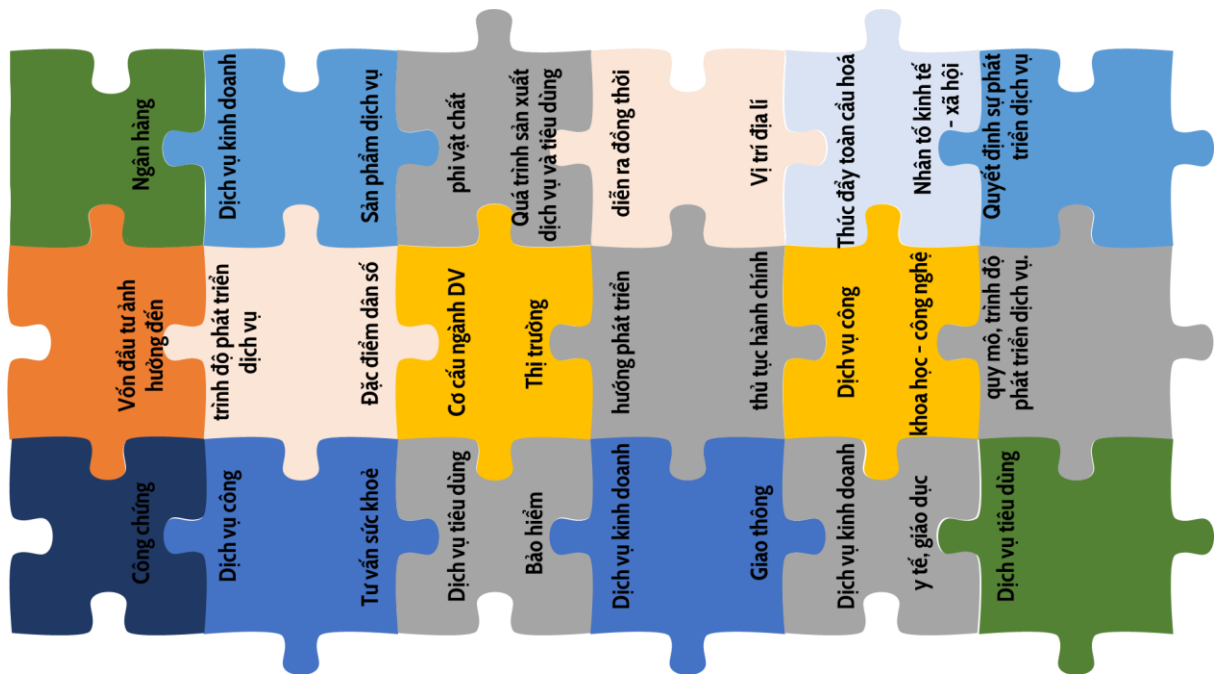 Công chứng
Vốn đầu tư ảnh
hưởng đến
Ngân hàng
Dịch vụ công
trình độ phát triển
dịch vụ
Dịch vụ kinh doanh
Tư vấn sức khoẻ
Đặc điểm dân số
Sản phẩm dịch vụ
Dịch vụ tiêu dùng
Cơ cấu ngành DV
phi vật chất
Bảo hiểm
Thị trường
Quá trình sản xuất
dịch vụ và tiêu dùng
Dịch vụ kinh doanh
hướng phát triển
diễn ra đồng thời
Giao thông
thủ tục hành chính
Vị trí địa lí
Dịch vụ kinh doanh
Dịch vụ công
Thúc đẩy toàn cầu hoá
y tế, giáo dục
khoa học - công nghệ
Nhân tố kinh tế
- xã hội
Dịch vụ tiêu dùng
quy mô, trình độ
phát triển dịch vụ.
Quyết định sự phát
triển dịch vụ